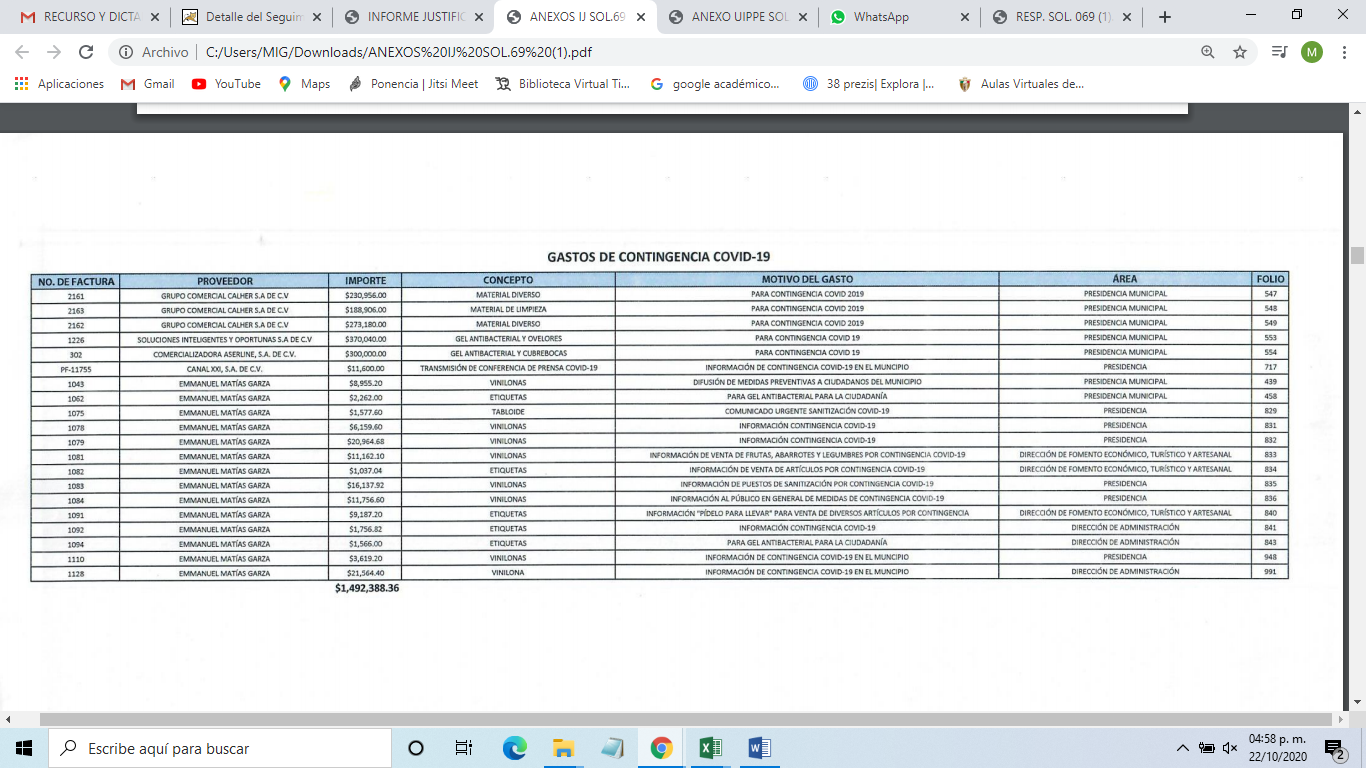 RECURSO Y DICTA
Detalle del Seguim
INFORME JUSTIFIC
ANEXOS IJ SOL.69
ANEXO UIPPE SOL
WhatsApp
RESP. SOL. 069 (1).
Archivo C:/Users/MIG/Downloads/ANEXOS%20IJ%20SOL.69%20(1).pdf
M
Aplicaciones Gmail YouTube Maps Ponencia | Jitsi Meet Biblioteca Virtual Ti... google académico... 38 prezis| Explora |... Aulas Virtuales de...
GASTOS DE CONTINGENCIA COVID-19
NO. DE FACTURA PROVEEDOR IMPORTE CONCEPTO MOTIVO DEL GASTO ÁREA FOLIO
2161 GRUPO COMERCIAL CALHER S.A DE C.V $230,956.00 MATERIAL DIVERSO PARA CONTINGENCIA COVID 2019 PRESIDENCIA MUNICIPAL 547
2163 GRUPO COMERCIAL CALHER S.A DE C.V $188,906.00 MATERIAL DE LIMPIEZA PARA CONTINGENCIA COVID 2019 PRESIDENCIA MUNICIPAL 548
2162 GRUPO COMERCIAL CALHER S.A DE C.V $273,180.00 MATERIAL DIVERSO PARA CONTINGENCIA COVID 2019 PRESIDENCIA MUNICIPAL 549
1226 SOLUCIONES INTELIGENTES Y OPORTUNAS S.A DE C.V $370,040.00 GEL ANTIBACTERIAL Y OVELORES PARA CONTINGENCIA COVID 19 PRESIDENCIA MUNICIPAL 553
302 COMERCIALIZADORA ASERLINE, S.A. DE C.V. $300,000.00 GEL ANTIBACTERIAL Y CUBREBOCAS PARA CONTINGENCIA COVID 19 PRESIDENCIA MUNICIPAL 554
PF-11755 CANAL XXI, S.A. DE C.V. $11,600.00 TRANSMISIÓN DE CONFERENCIA DE PRENSA COVID-19 INFORMACIÓN DE CONTINGENCIA COVID-19 EN EL MUNCIPIO PRESIDENCIA 717
1043 EMMANUEL MATÍAS GARZA $8,955.20 VINILONAS DIFUSIÓN DE MEDIDAS PREVENTIVAS A CIUDADANOS DEL MUNICIPIO PRESIDENCIA MUNICIPAL 439
1062 EMMANUEL MATÍAS GARZA $2,262.00 ETIQUETAS PARA GEL ANTIBACTERIAL PARA LA CIUDADANÍA PRESIDENCIA MUNICIPAL 458
1075 EMMANUEL MATÍAS GARZA $1,577.60 TABLOIDE COMUNICADO URGENTE SANITIZACIÓN COVID-19 PRESIDENCIA 829
1078 EMMANUEL MATÍAS GARZA $6,159.60 VINILONAS INFORMACIÓN CONTINGENCIA COVID-19 PRESIDENCIA 831
1079 EMMANUEL MATÍAS GARZA $20,964.68 VINILONAS INFORMACIÓN CONTINGENCIA COVID-19 PRESIDENCIA 832
1081 EMMANUEL MATÍAS GARZA $11,162.10 VINILONAS INFORMACIÓN DE VENTA DE FRUTAS, ABARROTES Y LEGUMBRES POR CONTINGENCIA COVID-19 DIRECCIÓN DE FOMENTO ECONÓMICO, TURÍSTICO Y ARTESANAL 833
1082 EMMANUEL MATÍAS GARZA $1,037.04 ETIQUETAS INFORMACIÓN DE VENTA DE ARTÍCULOS POR CONTINGENCIA COVID-19 DIRECCIÓN DE FOMENTO ECONÓMICO, TURÍSTICO Y ARTESANAL 834
1083 EMMANUEL MATÍAS GARZA $16,137.92 VINILONAS INFORMACIÓN DE PUESTOS DE SANITIZACIÓN POR CONTINGENCIA COVID-19 PRESIDENCIA 835
1084 EMMANUEL MATÍAS GARZA $11,756.60 VINILONAS INFORMACIÓN AL PÚBLICO EN GENERAL DE MEDIDAS DE CONTINGENCIA COVID-19 PRESIDENCIA 836
1091 EMMANUEL MATÍAS GARZA $9,187.20 ETIQUETAS INFORMACIÓN "PÍDELO PARA LLEVAR" PARA VENTA DE DIVERSOS ARTÍCULOS POR CONTINGENCIA DIRECCIÓN DE FOMENTO ECONÓMICO, TURÍSTICO Y ARTESANAL 840
1092 EMMANUEL MATÍAS GARZA $1,756.82 ETIQUETAS INFORMACIÓN CONTINGENCIA COVID-19 DIRECCIÓN DE ADMINISTRACIÓN 841
1094 EMMANUEL MATÍAS GARZA $1,566.00 ETIQUETAS PARA GEL ANTIBACTERIAL PARA LA CIUDADANÍA DIRECCIÓN DE ADMINISTRACIÓN 843
1110 EMMANUEL MATÍAS GARZA $3,619.20 VINILONAS INFORMACIÓN DE CONTINGENCIA COVID-19 EN EL MUNCIPIO PRESIDENCIA 948
1128 EMMANUEL MATÍAS GARZA $21,564.40 VINILONA INFORMACIÓN DE CONTINGENCIA COVID-19 EN EL MUNCIPIO DIRECCIÓN DE ADMINISTRACIÓN 991
$1,492,388.36
Escribe aquí para buscar
04:58 p. m.
22/10/2020
2